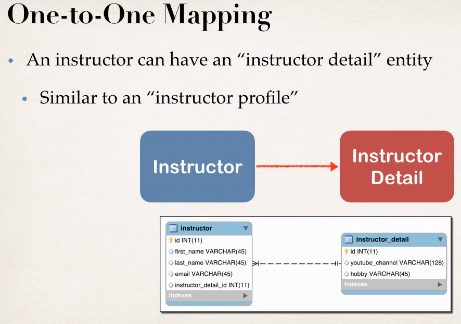 One-to-One Mapping
• An instructor can have an “instructor detail” entity
• Similar to an “instructor profile”
Instructor
Instructor
Detail
instructor
id INT(11)
first_name VARCHAR(45)
last_name VARCHAR(45)
email VARCHAR(45)
instructor_detail_id INT(11)
Indexes
instructor_detail
id INT(11)
youtube_channel VARCHAR(128)
hobby VARCHAR(45)
Indexes